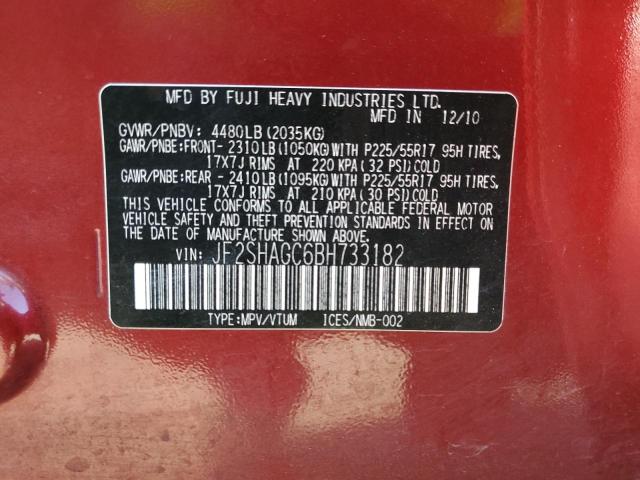 MFD BY FUJI HEAVY INDUSTRIES LTD.
MFD IN 12/10
GVWR/PNBV: 4480LB(2035KG)
GAWR/PNBE:FRONT- 2310LB(1050KG)WITH P225/55R17 95H TIRES,
17X7J RIMS AT 220 KPA(32 PSI)COLD
GAWR/PNBE:REAR - 2410LB(1095KG)WITH P225/55R17 95H TIRES,
17X7J RIMS AT 210 KPA(30 PSI)COLD
THIS VEHICLE CONFORMS TO ALL APPLICABLE FEDERAL MOTOR
VEHICLE SAFETY AND THEFT PREVENTION STANDARDS IN EFFECT ON
THE DATE OF MANUFACTURE SHOWN ABOVE.
VIN: JF2SHAGC6BH733182
TYPE:MPV/VTUM ICES/NMB-002